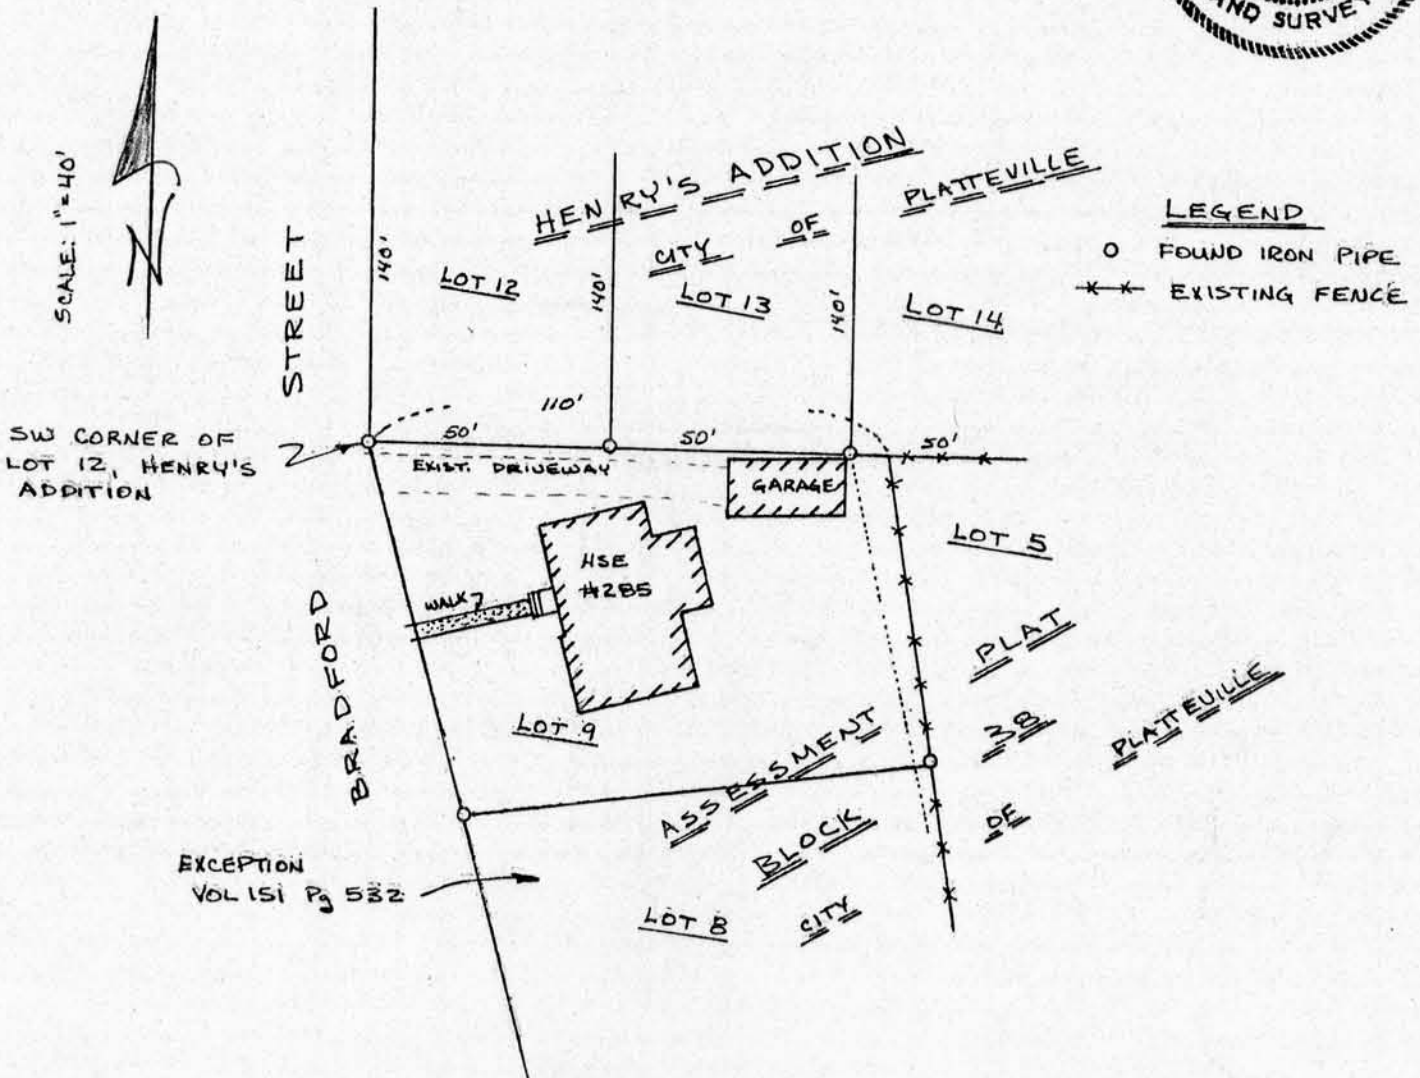 AND SURVEY
SCALE: 1"=40'
N
HENRY'S ADDITION
CITY OF PLATTEVILLE
LEGEND
O FOUND IRON PIPE
EXISTING FENCE
STREET
140'
LOT 12
140'
LOT 13
140'
LOT 14
SW CORNER OF
LOT 12, HENRY'S
ADDITION
110'
50'
50'
50'
EXIST. DRIVEWAY
GARAGE
LOT 5
HSE
#285
WALK
BRADFORD
LOT 9
ASSESSMENT PLAT
BLOCK 38
CITY OF PLATTEVILLE
EXCEPTION
VOL 151 Pg 532
LOT 8